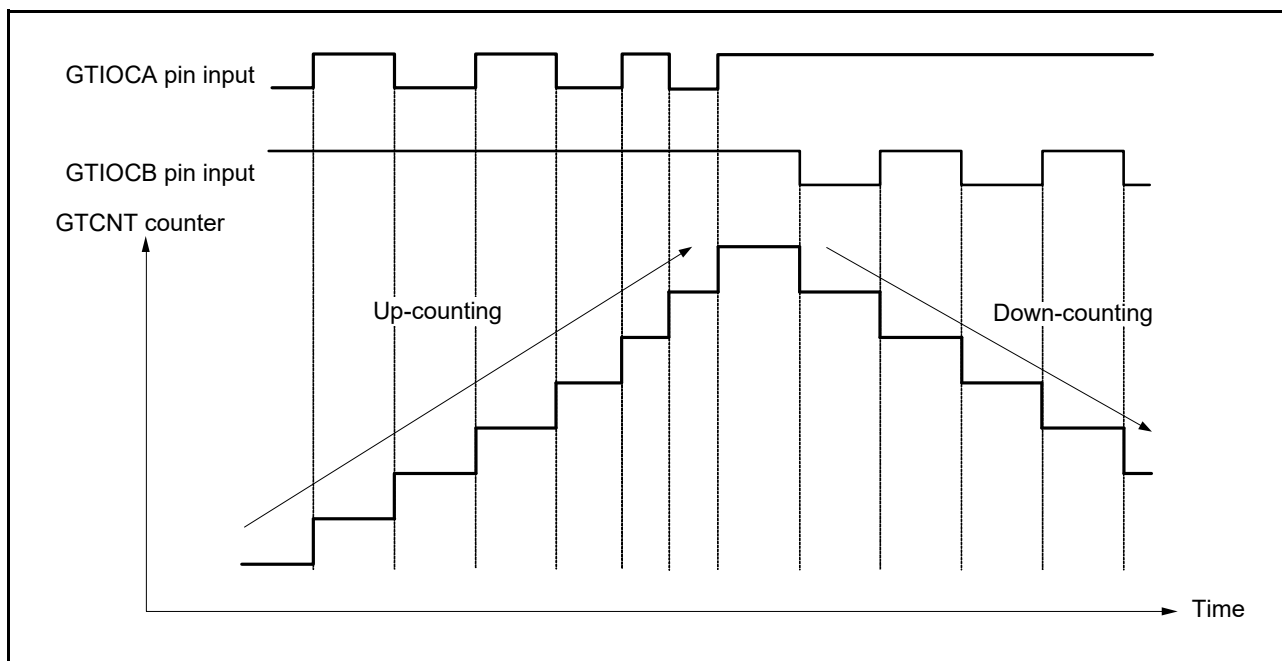 GTIOCA pin input
GTIOCB pin input
GTCNT counter
Up-counting
Down-counting
Time